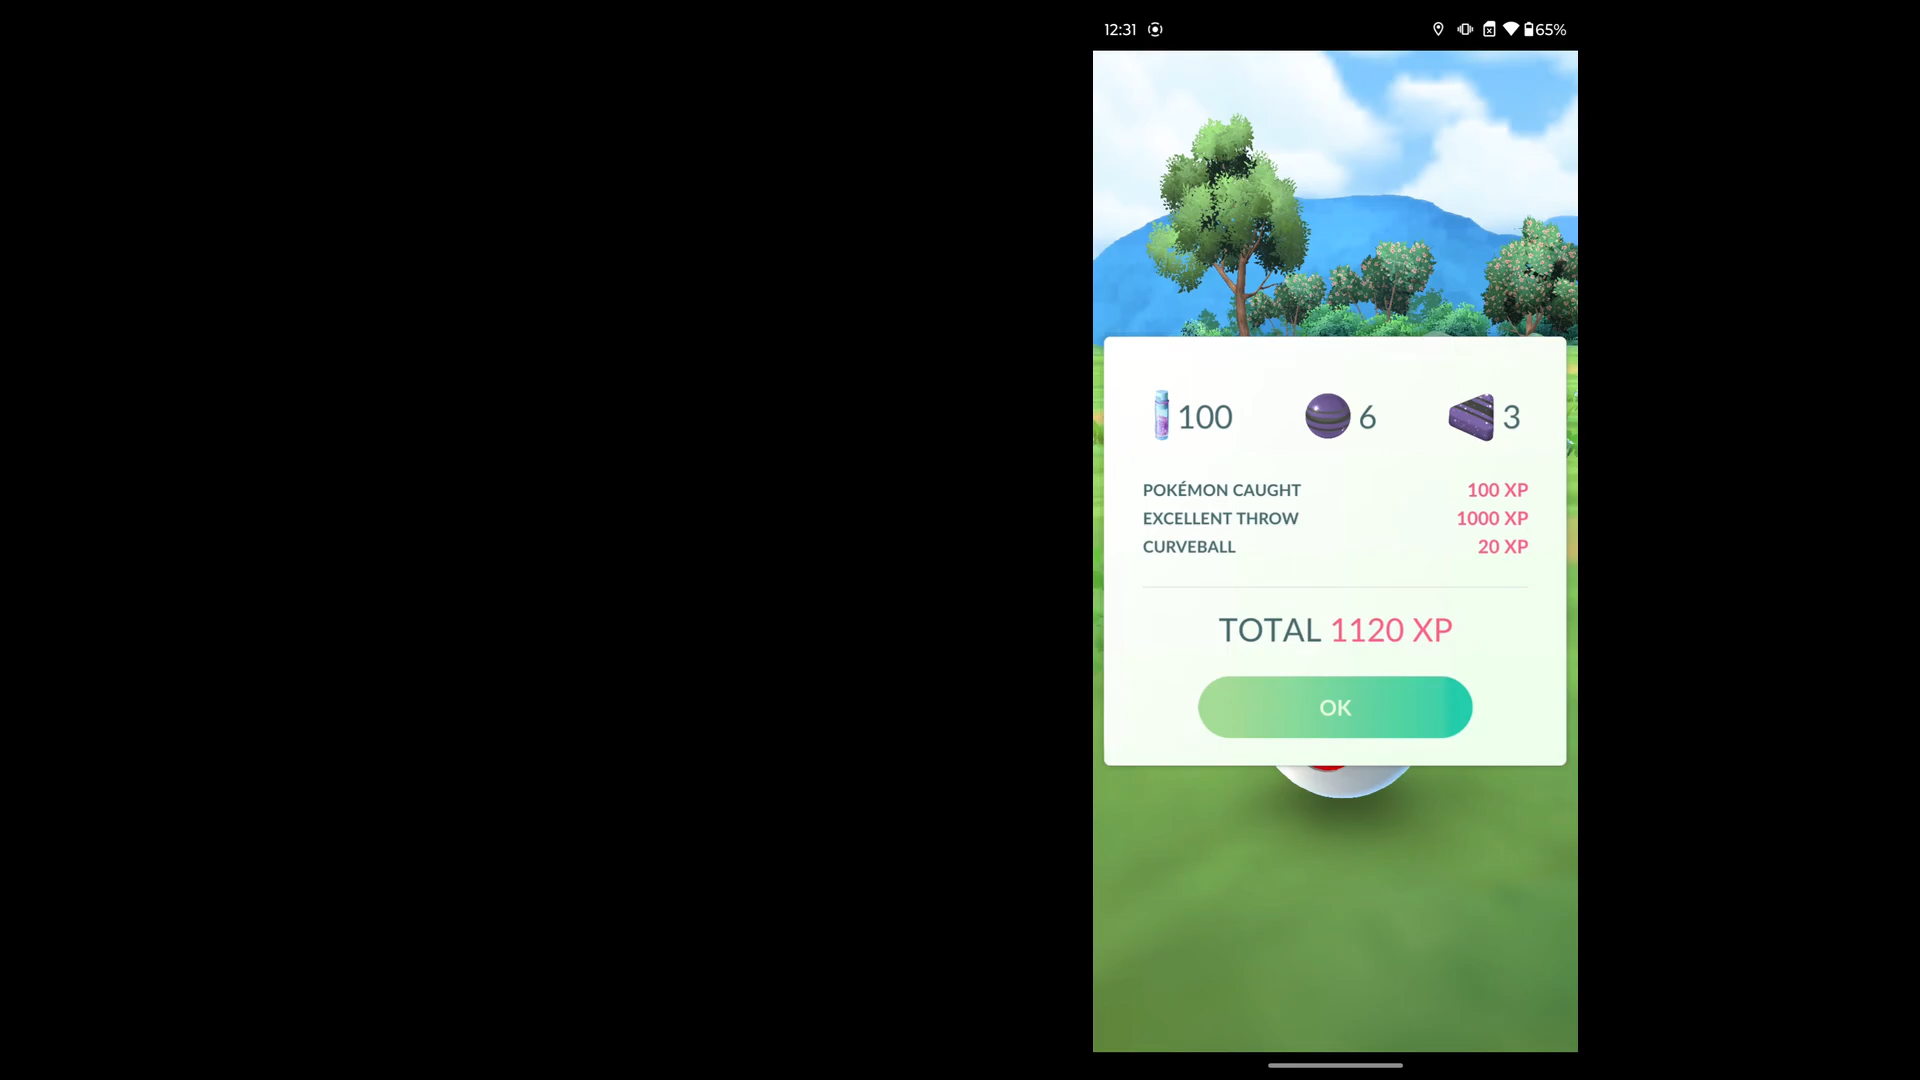 12:31 65%
100 6 3
POKÉMON CAUGHT 100 XP
EXCELLENT THROW 1000 XP
CURVEBALL 20 XP
TOTAL 1120 XP
OK